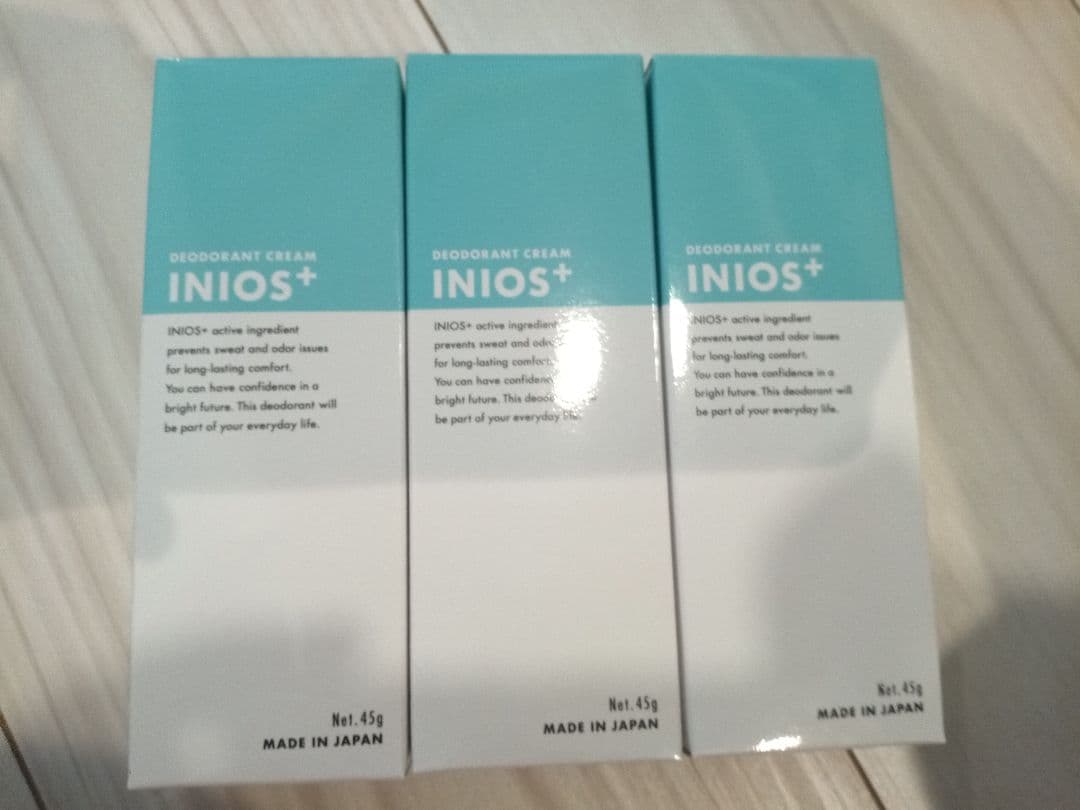 DEODORANT CREAM
INIOS+
INIOS+ active ingredient
prevents sweat and odor issues
for long-lasting comfort.
You can have confidence in a
bright future. This deodorant will
be part of your everyday life.
Net.45g
MADE IN JAPAN
DEODORANT CREAM
INIOS+
INIOS+ active ingredient
prevents sweat and
for long-lasting comfort.
You can have
bright future. This
be part of your everyday
Net.45g
MADE IN JAPAN
DEODORANT CREAM
INIOS+
INIOS+ active ingredient
prevents sweat and odor issues
for long-lasting comfort.
You can have confidence in a
bright future. This deodorant will
be part of your everyday life.
Net.45g
MADE IN JAPAN